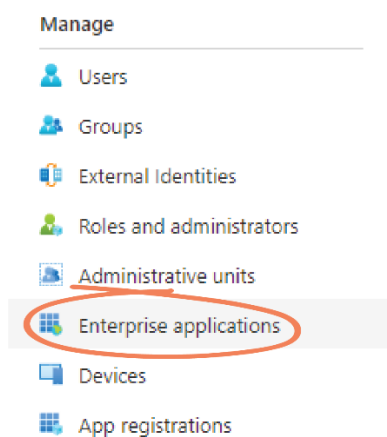 Manage
Users
Groups
External Identities
Roles and administrators
Administrative units
Enterprise applications
Devices
App registrations